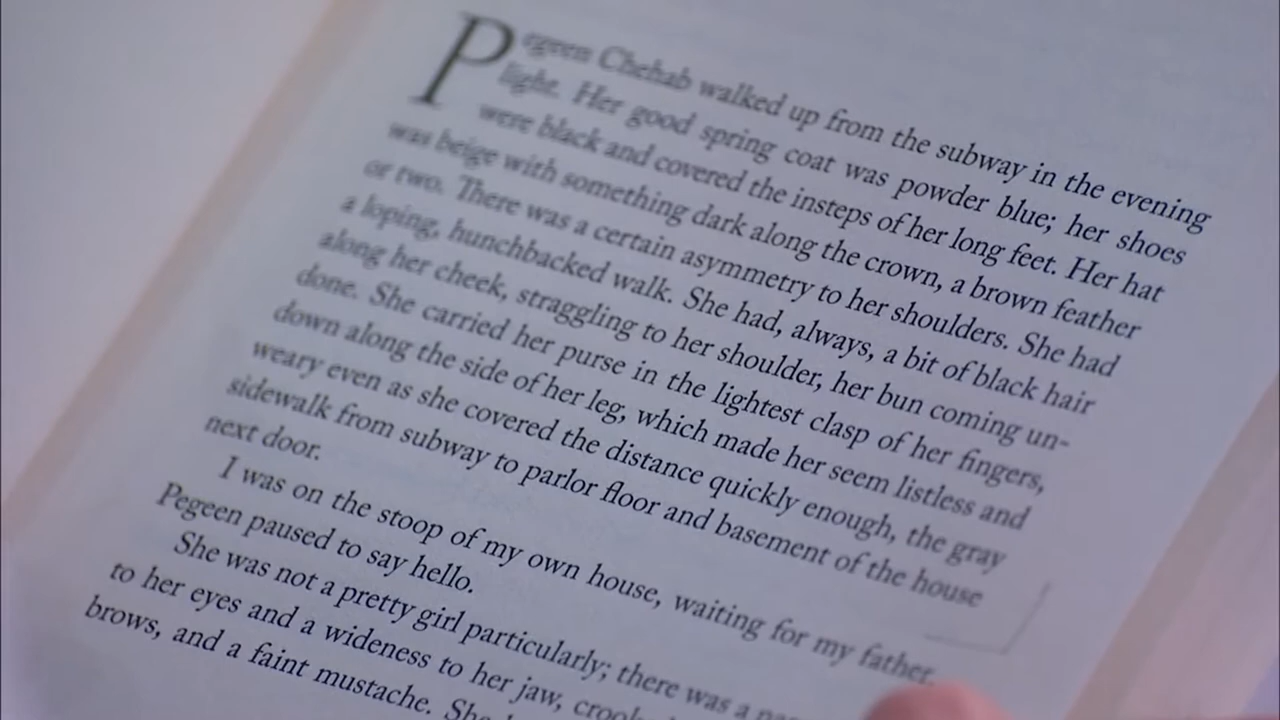 Pegeen Chehab walked up from the subway in the evening
light. Her good spring coat was powder blue; her shoes
were black and covered the insteps of her long feet. Her hat
was beige with something dark along the crown, a brown feather
or two. There was a certain asymmetry to her shoulders. She had
a loping, hunchbacked walk. She had, always, a bit of black hair
along her cheek, straggling to her shoulder, her bun coming un-
done. She carried her purse in the lightest clasp of her fingers,
down along the side of her leg, which made her seem listless and
weary even as she covered the distance quickly enough, the gray
sidewalk from subway to parlor floor and basement of the house
next door.
I was on the stoop of my own house, waiting for my father.
Pegeen paused to say hello.
She was not a pretty girl particularly; there was a
to her eyes and a wideness to her jaw,
brows, and a faint mustache. She